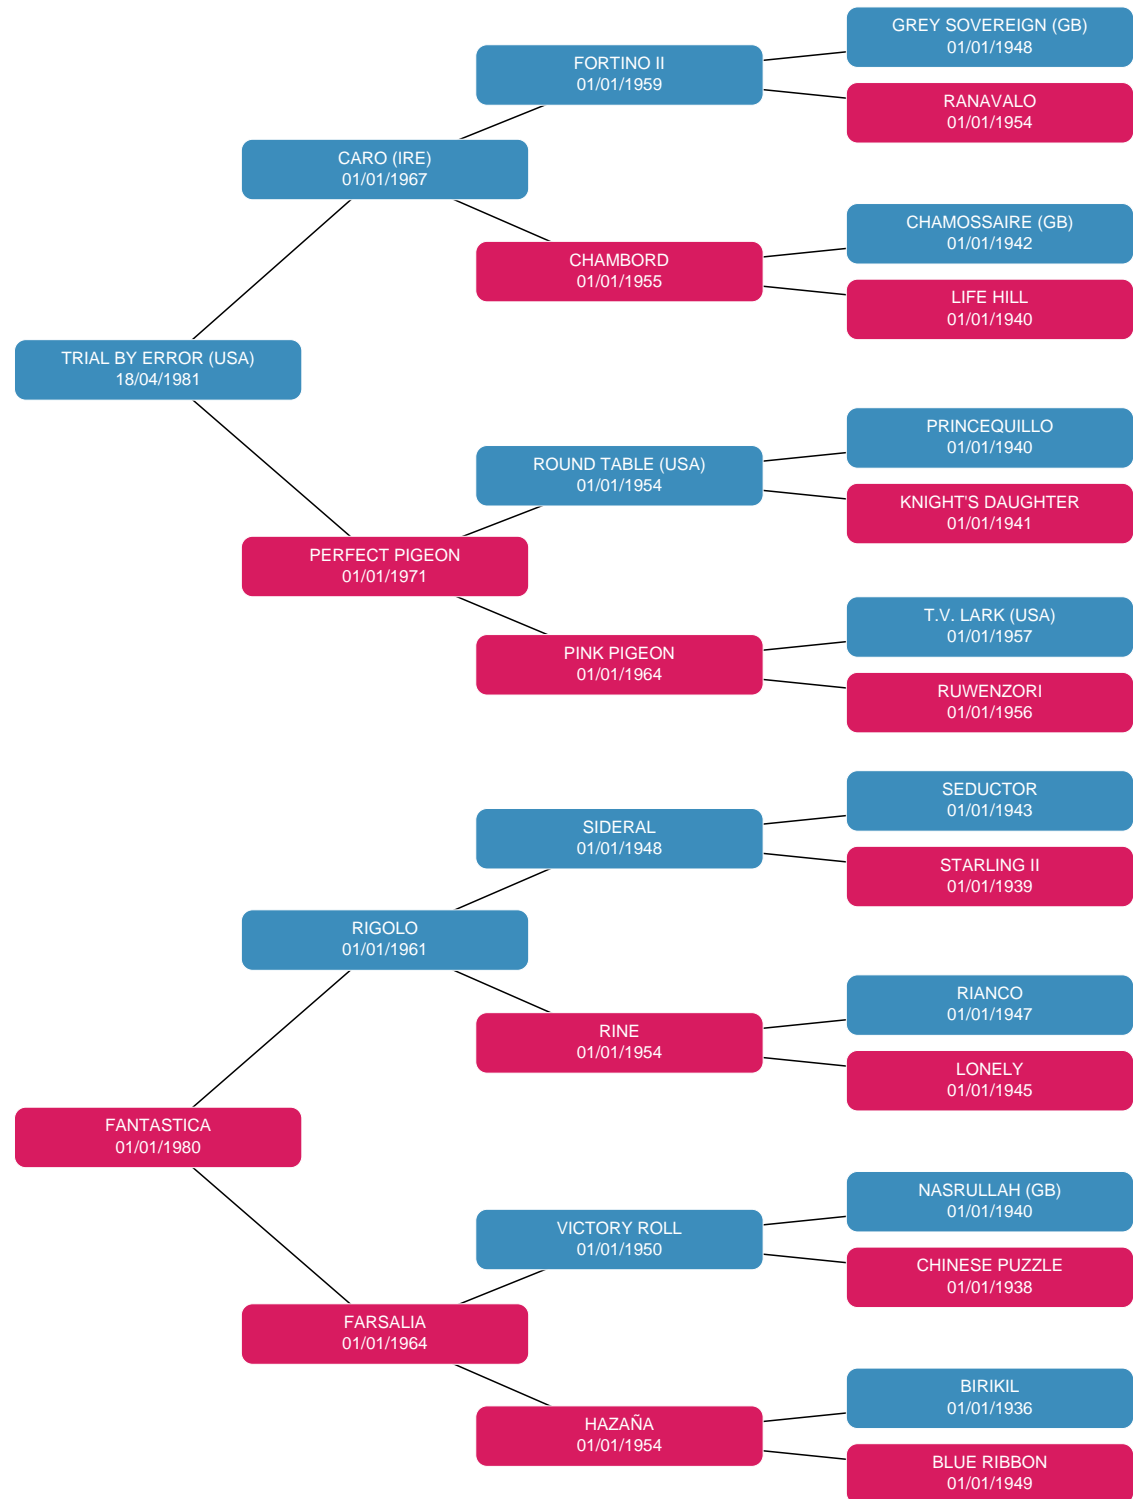 GREY SOVEREIGN (GB)
01/01/1948
FORTINO II
01/01/1959
RANAVALO
01/01/1954
CARO (IRE)
01/01/1967
CHAMOSSAIRE (GB)
01/01/1942
CHAMBORD
01/01/1955
LIFE HILL
01/01/1940
TRIAL BY ERROR (USA)
18/04/1981
PRINCEQUILLO
01/01/1940
ROUND TABLE (USA)
01/01/1954
KNIGHT'S DAUGHTER
01/01/1941
PERFECT PIGEON
01/01/1971
T.V. LARK (USA)
01/01/1957
PINK PIGEON
01/01/1964
RUWENZORI
01/01/1956
SEDUCTOR
01/01/1943
SIDERAL
01/01/1948
STARLING II
01/01/1939
RIGOLO
01/01/1961
RIANCO
01/01/1947
RINE
01/01/1954
LONELY
01/01/1945
FANTASTICA
01/01/1980
NASRULLAH (GB)
01/01/1940
VICTORY ROLL
01/01/1950
CHINESE PUZZLE
01/01/1938
FARSALIA
01/01/1964
BIRIKIL
01/01/1936
HAZAÑA
01/01/1954
BLUE RIBBON
01/01/1949